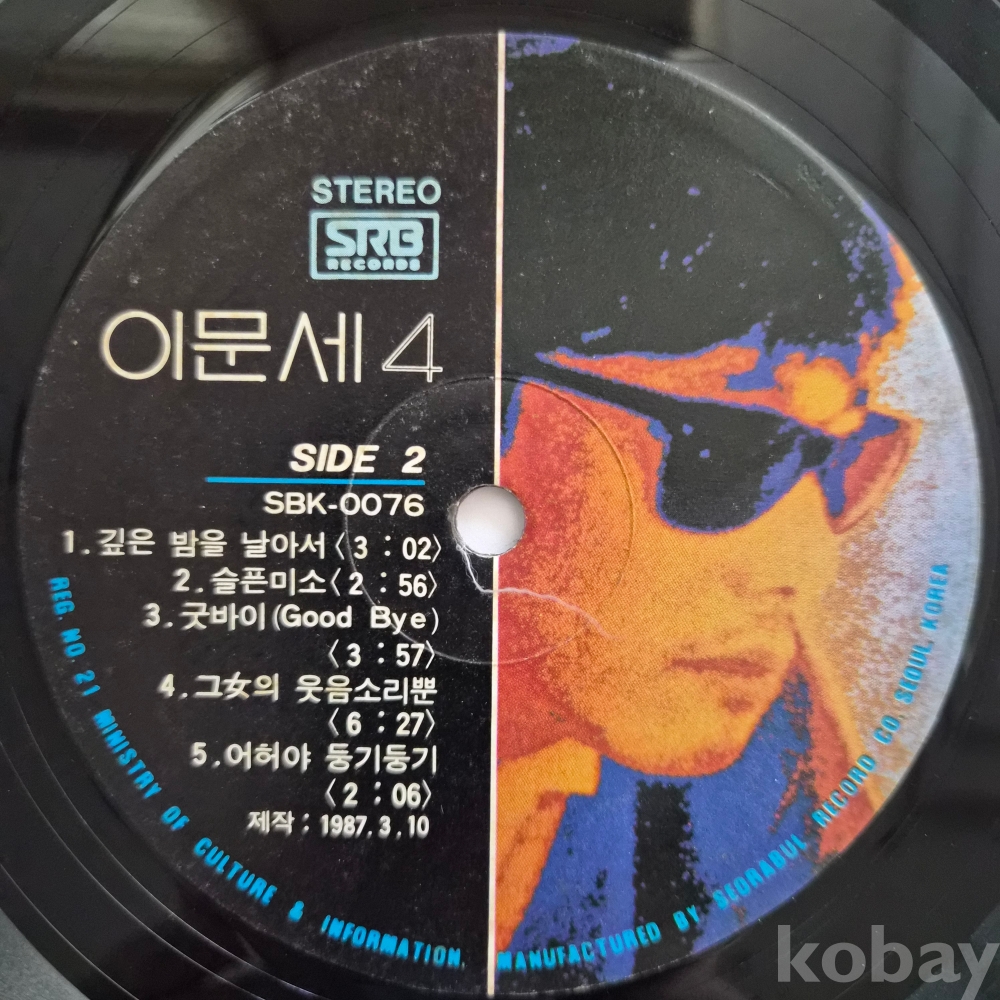 STEREO
SRB
RECORDS
이문세 4
SIDE 2
SBK-0076
1.깊은 밤을 날아서〈3:02〉
2.슬픈미소〈2:56〉
3.굿바이(Good Bye)
〈3:57〉
4.그女의 웃음소리뿐
〈6:27〉
5.어허야 둥기둥기
〈2:06〉
제작:1987.3.10
REG. NO. 21 MINISTRY OF CULTURE & INFORMATION. MANUFACTURED BY SEORABUL RECORD CO. SEOUL KOREA
kobay